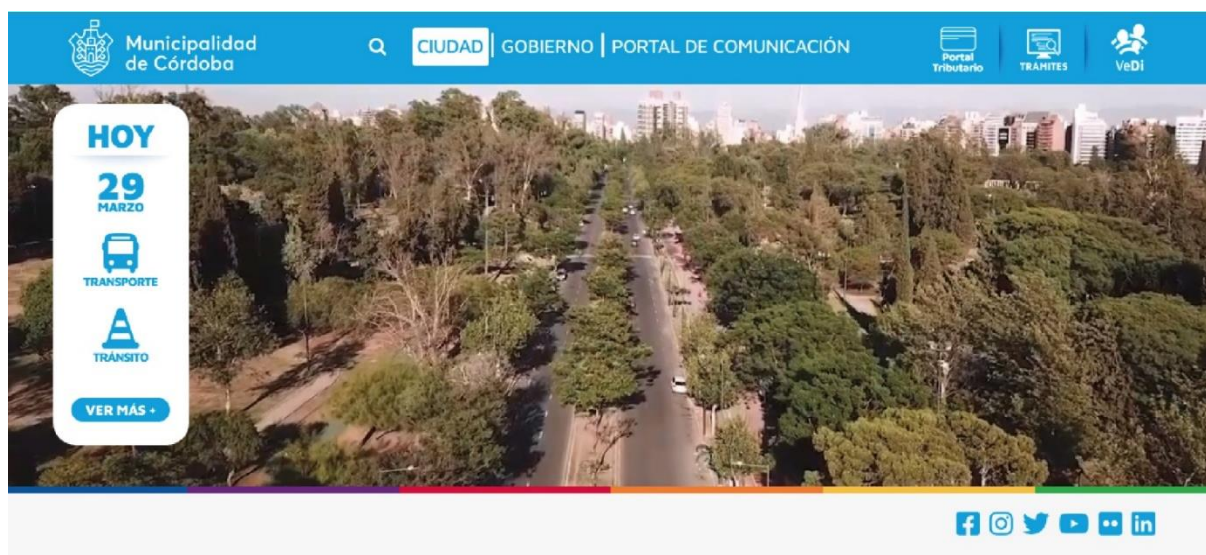 Municipalidad
de Córdoba
CIUDAD
GOBIERNO
PORTAL DE COMUNICACIÓN
Portal
Tributario
TRÁMITES
VeDi
HOY
29
MARZO
TRANSPORTE
TRÁNSITO
VER MÁS +